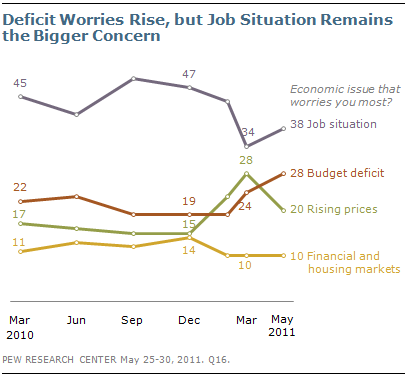 Deficit Worries Rise, but Job Situation Remains
the Bigger Concern
45
47
Economic issue that
worries you most?
34
38 Job situation
28
22
19
24
28 Budget deficit
17
15
20 Rising prices
11
14
10
10 Financial and
housing markets
Mar
2010
Jun
Sep
Dec
Mar
May
2011
PEW RESEARCH CENTER May 25-30, 2011. Q16.